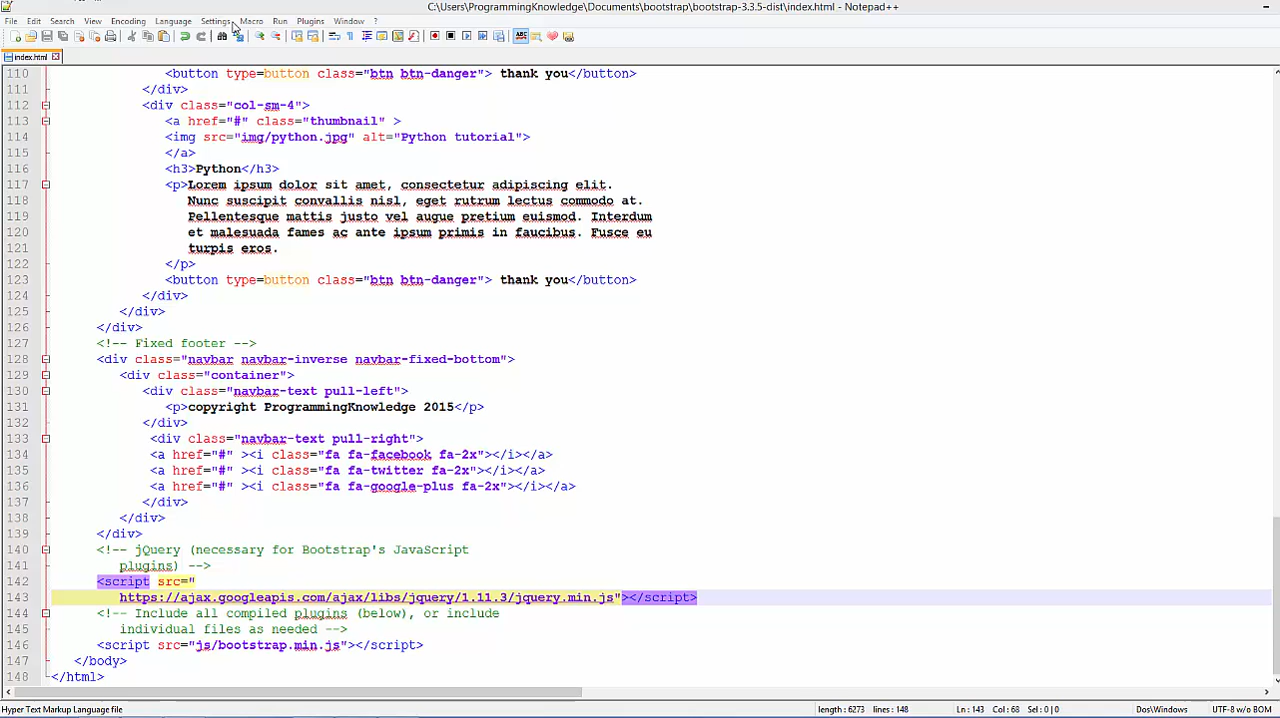 C:\Users\ProgrammingKnowledge\Documents\bootstrap\bootstrap-3.3.5-dist\index.html - Notepad++
File Edit Search View Encoding Language Settings Macro Run Plugins Window ?
index.html
110 <button type=button class="btn btn-danger"> thank you</button>
111 </div>
112 <div class="col-sm-4">
113 <a href="#" class="thumbnail" >
114 <img src="img/python.jpg" alt="Python tutorial">
115 </a>
116 <h3>Python</h3>
117 <p>Lorem ipsum dolor sit amet, consectetur adipiscing elit.
118 Nunc suscipit convallis nisl, eget rutrum lectus commodo at.
119 Pellentesque mattis justo vel augue pretium euismod. Interdum
120 et malesuada fames ac ante ipsum primis in faucibus. Fusce eu
121 turpis eros.
122 </p>
123 <button type=button class="btn btn-danger"> thank you</button>
124 </div>
125 </div>
126 </div>
127 <!-- Fixed footer -->
128 <div class="navbar navbar-inverse navbar-fixed-bottom">
129 <div class="container">
130 <div class="navbar-text pull-left">
131 <p>copyright ProgrammingKnowledge 2015</p>
132 </div>
133 <div class="navbar-text pull-right">
134 <a href="#" ><i class="fa fa-facebook fa-2x"></i></a>
135 <a href="#" ><i class="fa fa-twitter fa-2x"></i></a>
136 <a href="#" ><i class="fa fa-google-plus fa-2x"></i></a>
137 </div>
138 </div>
139 </div>
140 <!-- jQuery (necessary for Bootstrap's JavaScript
141 plugins) -->
142 <script src="
143 https://ajax.googleapis.com/ajax/libs/jquery/1.11.3/jquery.min.js"></script>
144 <!-- Include all compiled plugins (below), or include
145 individual files as needed -->
146 <script src="js/bootstrap.min.js"></script>
147 </body>
148 </html>
Hyper Text Markup Language file length : 6273 lines : 148 Ln : 143 Col : 68 Sel : 0 | 0 Dos\Windows UTF-8 w/o BOM